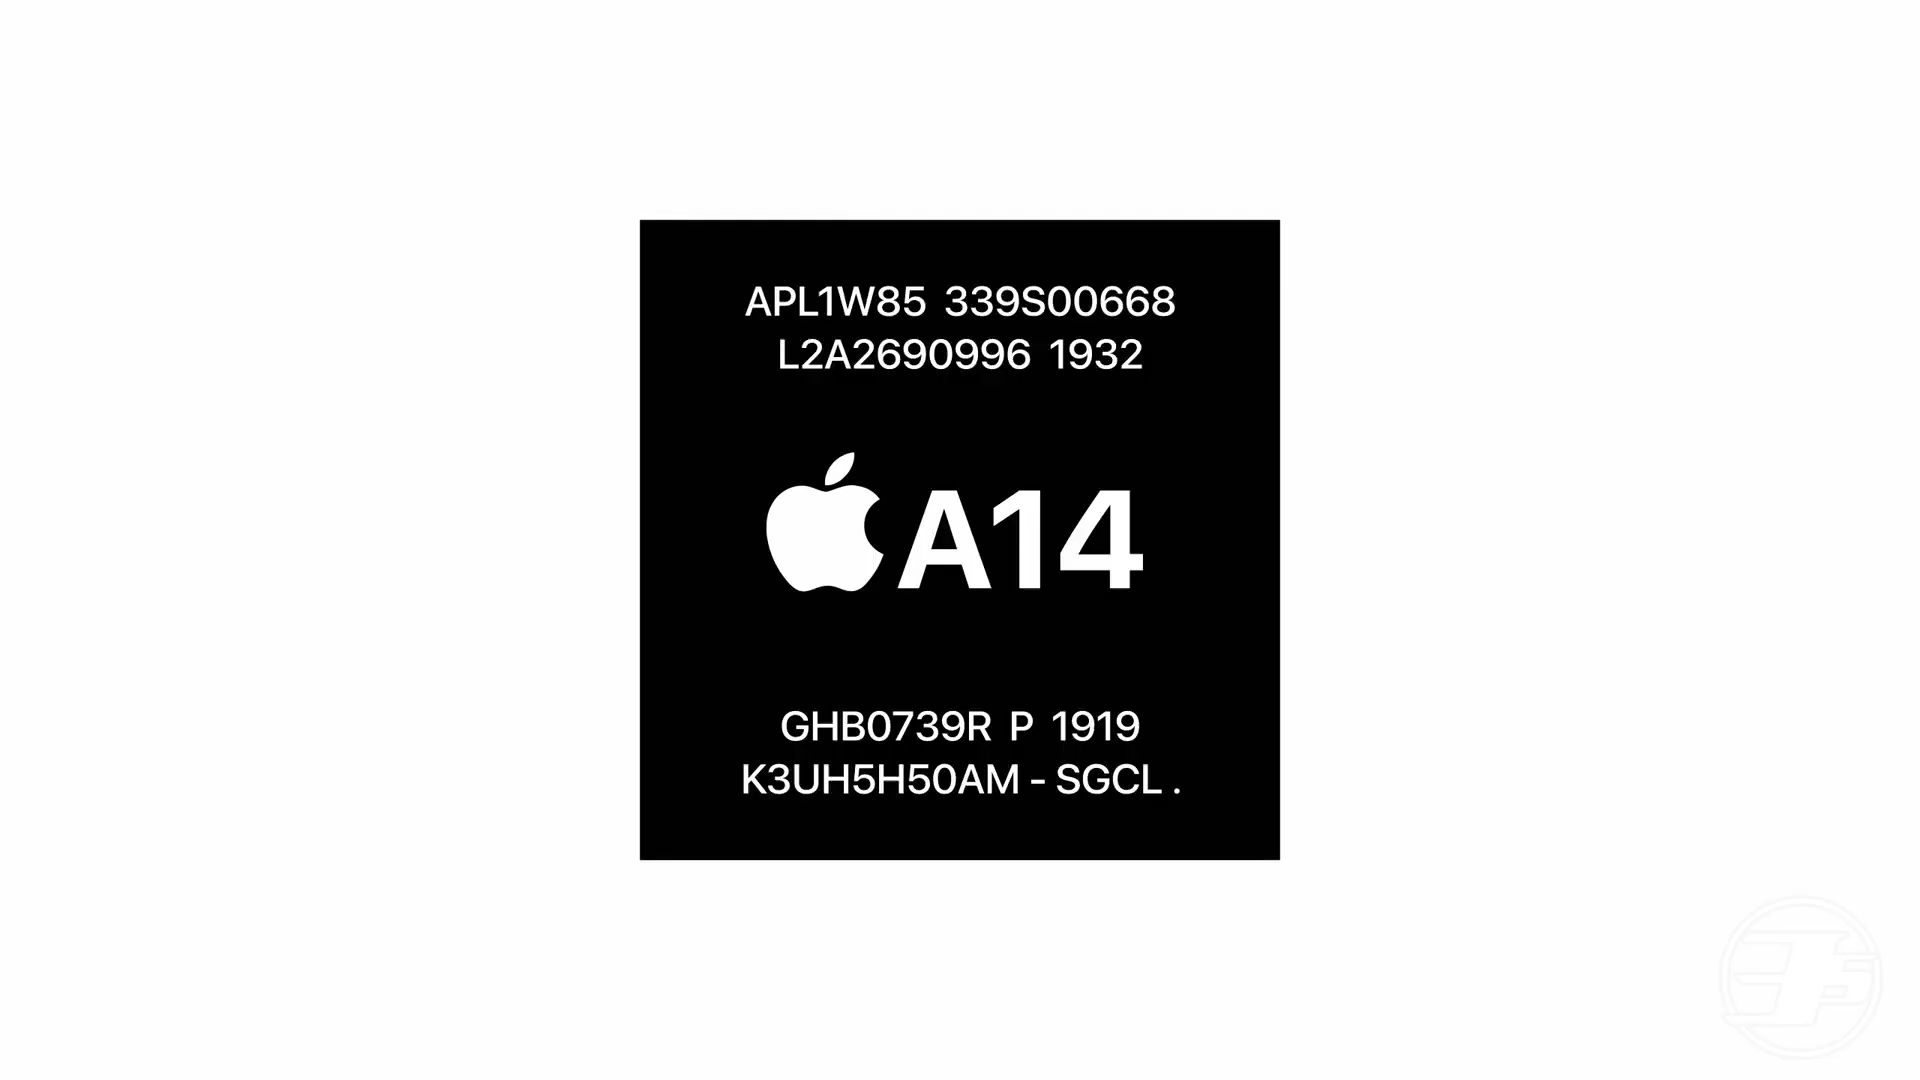 APL1W85 339S00668
L2A2690996 1932
A14
GHB0739R P 1919
K3UH5H50AM - SGCL .